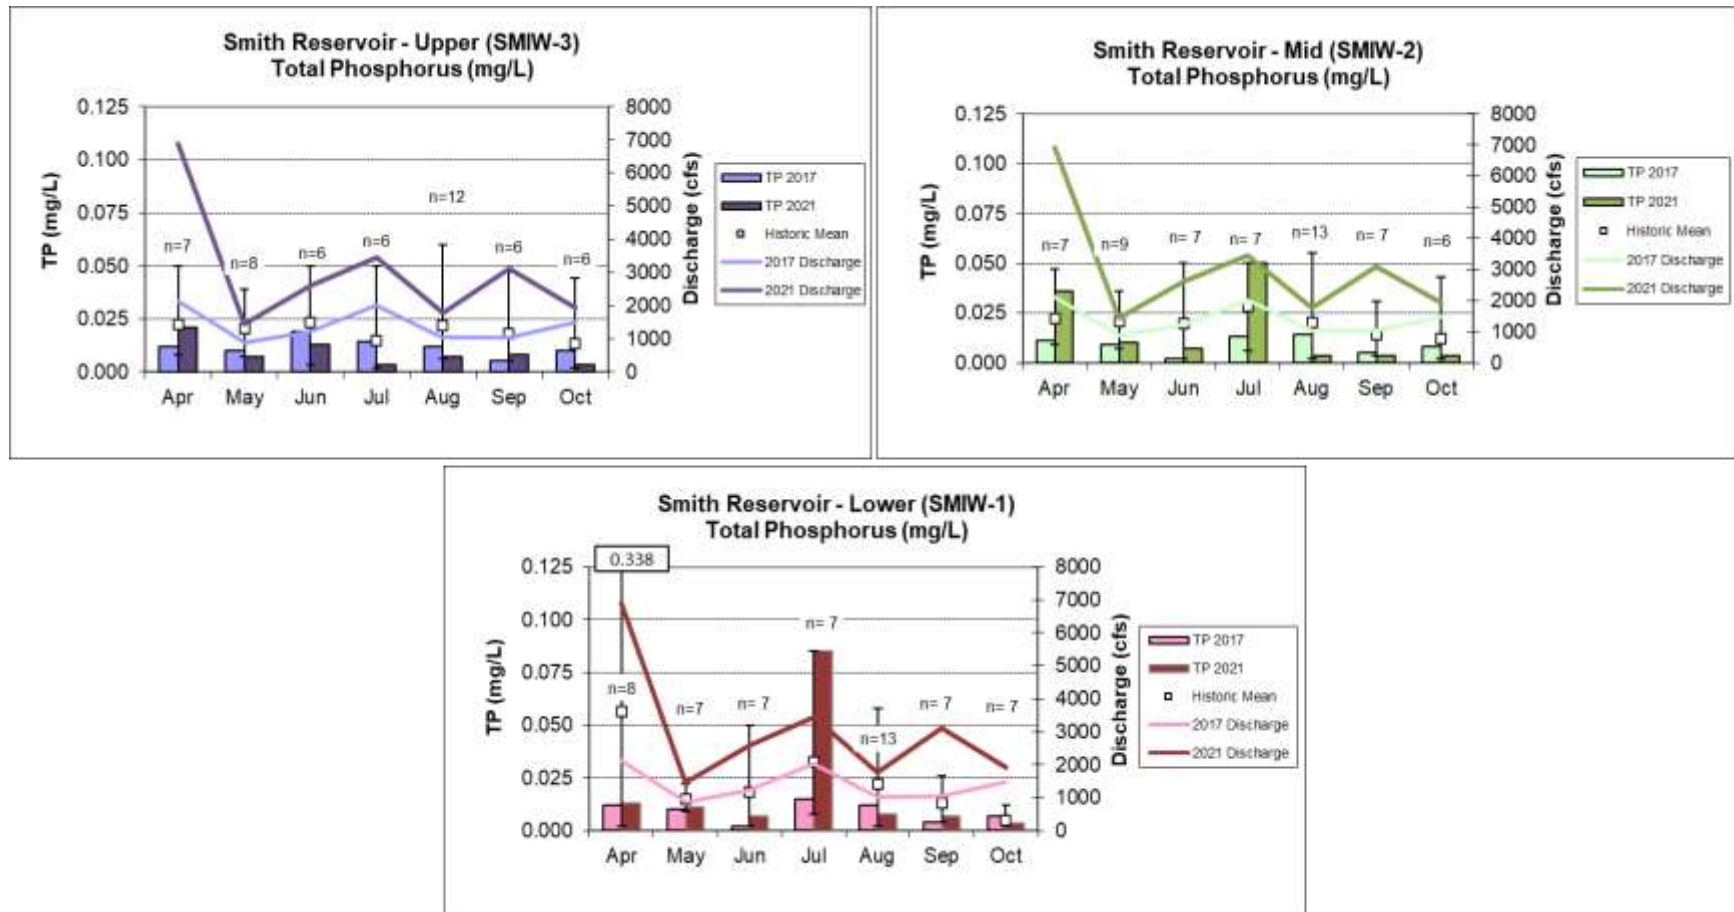 Smith Reservoir - Upper (SMIW-3)
Total Phosphorus (mg/L)
TP (mg/L)
0.125
0.100
0.075
0.050
0.025
0.000
n=7
n=8
n=6
n=6
n=12
n=6
n=6
8000
7000
6000
5000
4000
3000
2000
1000
0
Discharge (cfs)
Apr May Jun Jul Aug Sep Oct
TP 2017
TP 2021
Historic Mean
2017 Discharge
2021 Discharge
Smith Reservoir - Mid (SMIW-2)
Total Phosphorus (mg/L)
TP (mg/L)
0.125
0.100
0.075
0.050
0.025
0.000
n=7
n=9
n= 7
n= 7
n=13
n= 7
n=6
8000
7000
6000
5000
4000
3000
2000
1000
0
Discharge (cfs)
Apr May Jun Jul Aug Sep Oct
TP 2017
TP 2021
Historic Mean
2017 Discharge
2021 Discharge
Smith Reservoir - Lower (SMIW-1)
Total Phosphorus (mg/L)
TP (mg/L)
0.338
0.125
0.100
0.075
0.050
0.025
0.000
n=8
n=7
n= 7
n= 7
n=13
n= 7
n= 7
8000
7000
6000
5000
4000
3000
2000
1000
0
Discharge (cfs)
Apr May Jun Jul Aug Sep Oct
TP 2017
TP 2021
Historic Mean
2017 Discharge
2021 Discharge